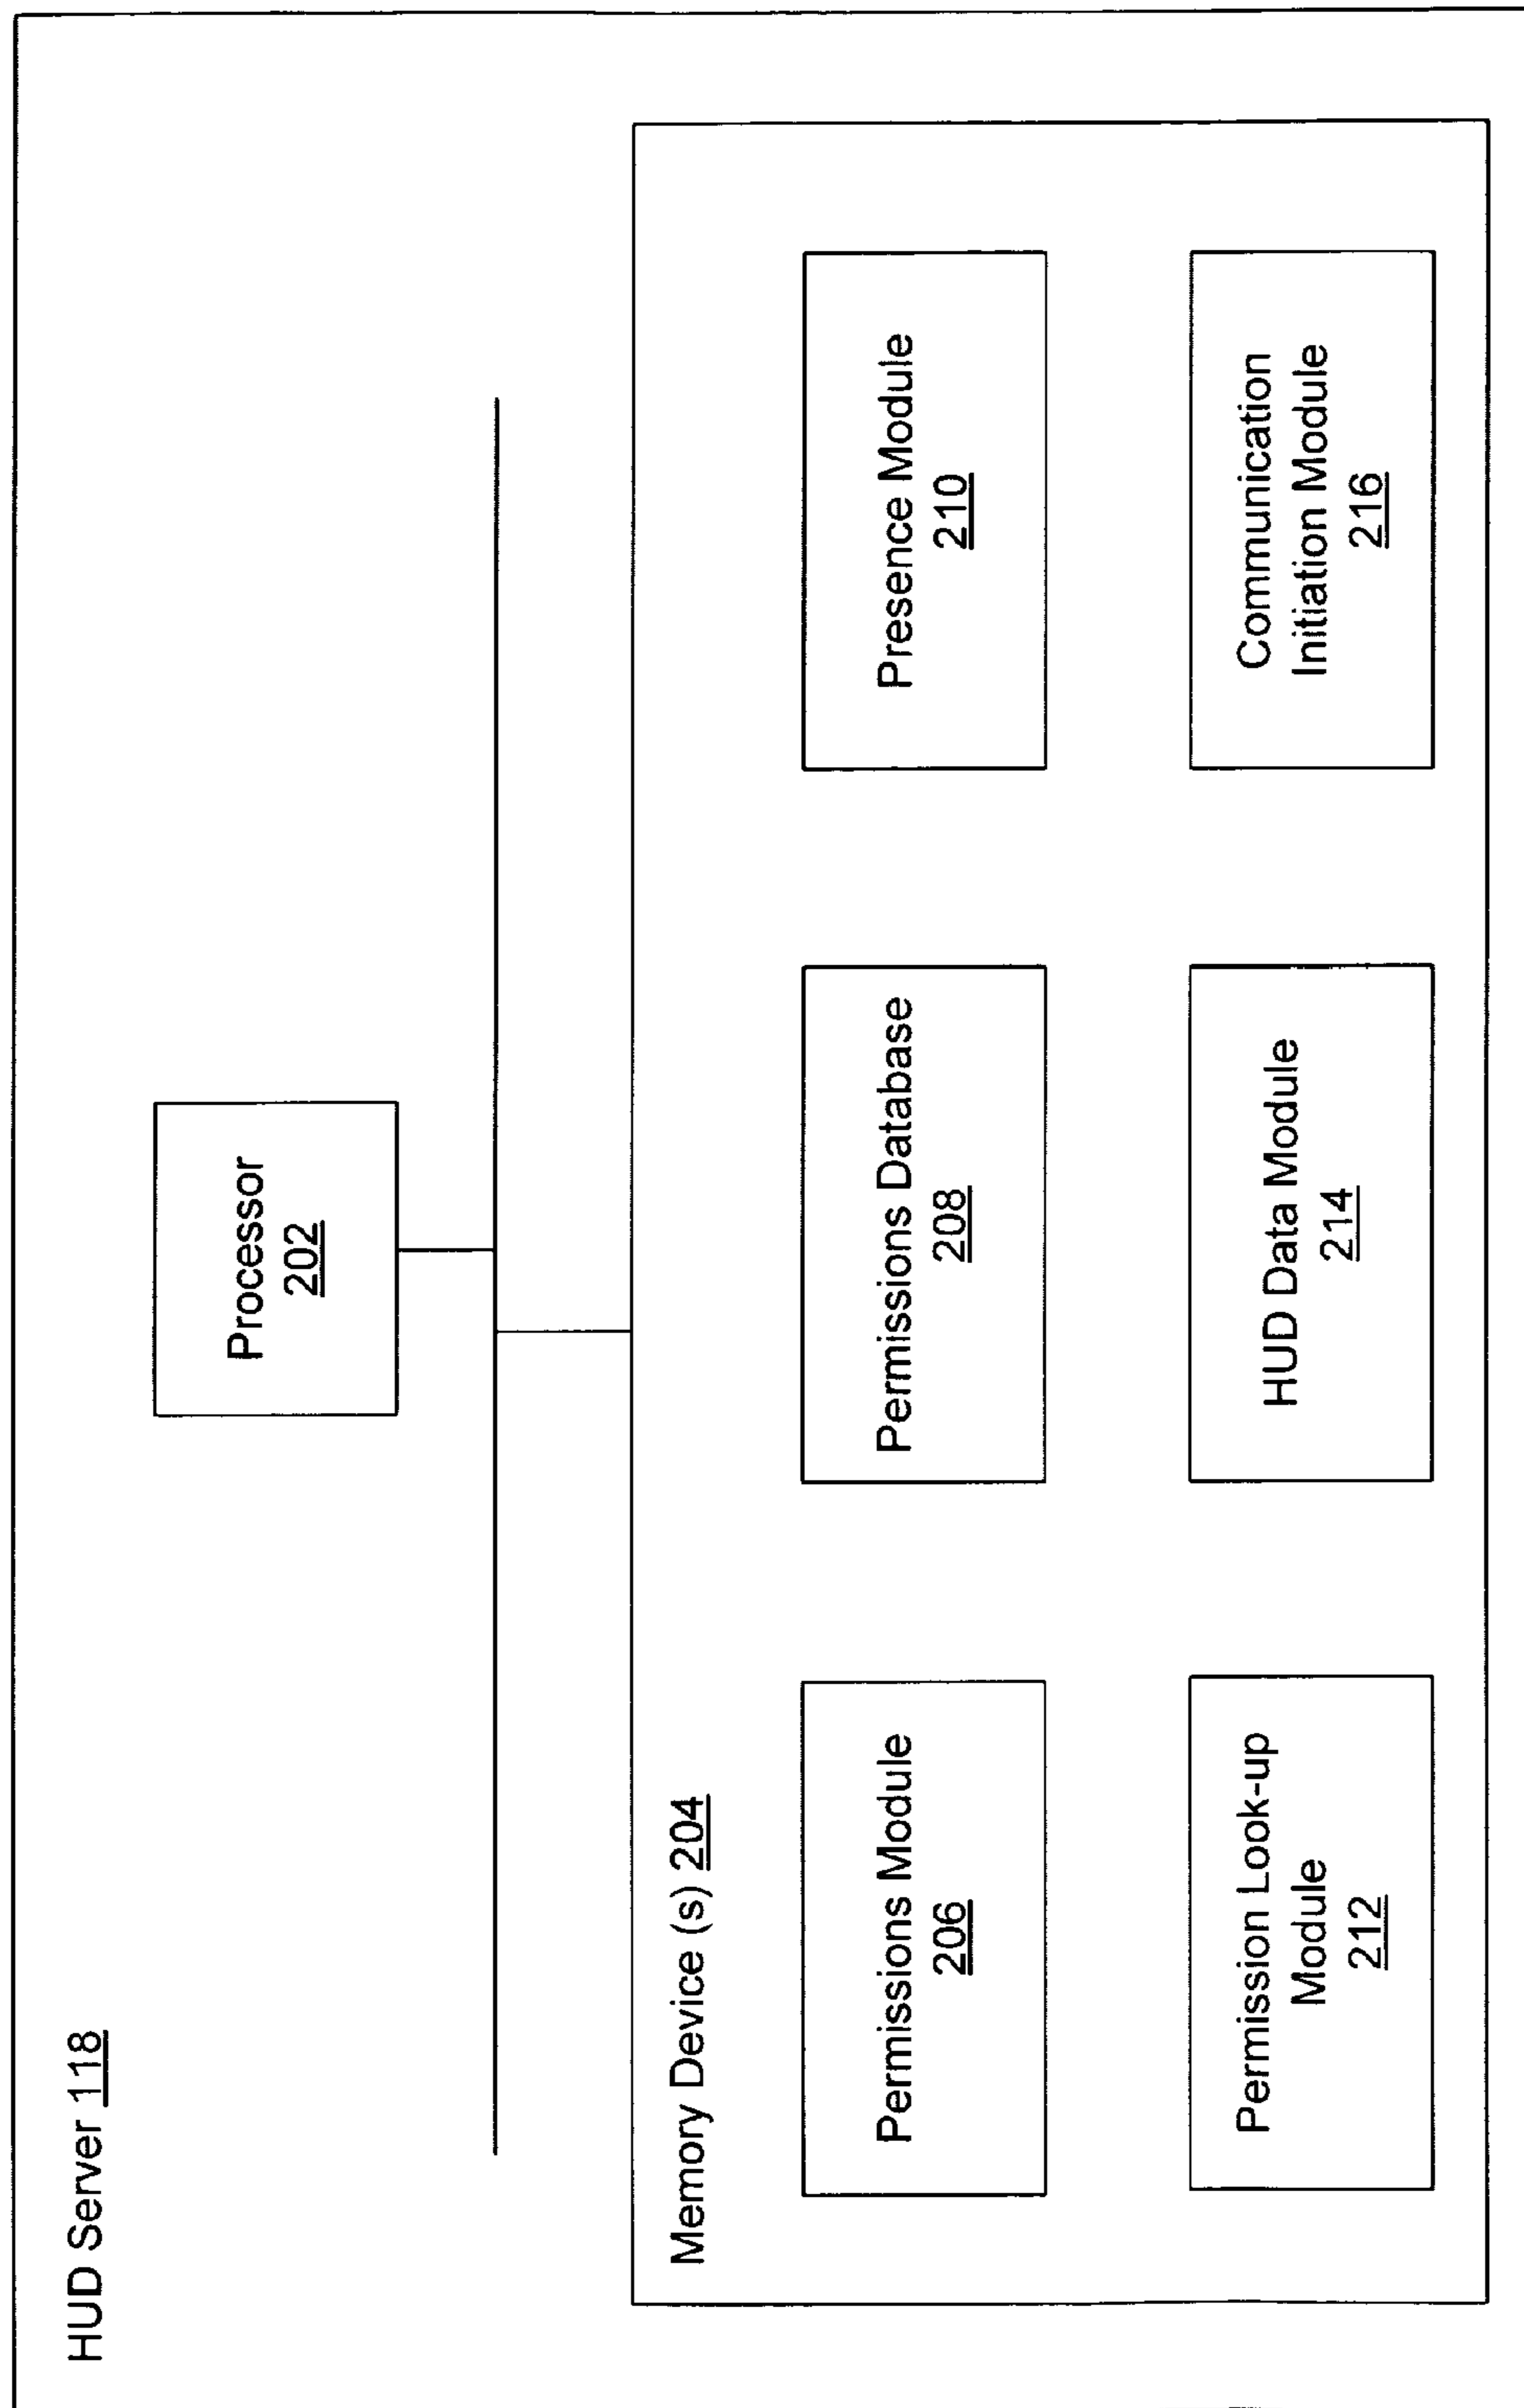 HUD Server 118
Processor
202
Memory Device (s) 204
Permissions Module
206
Permissions Database
208
Presence Module
210
Permission Look-up
Module
212
HUD Data Module
214
Communication
Initiation Module
216